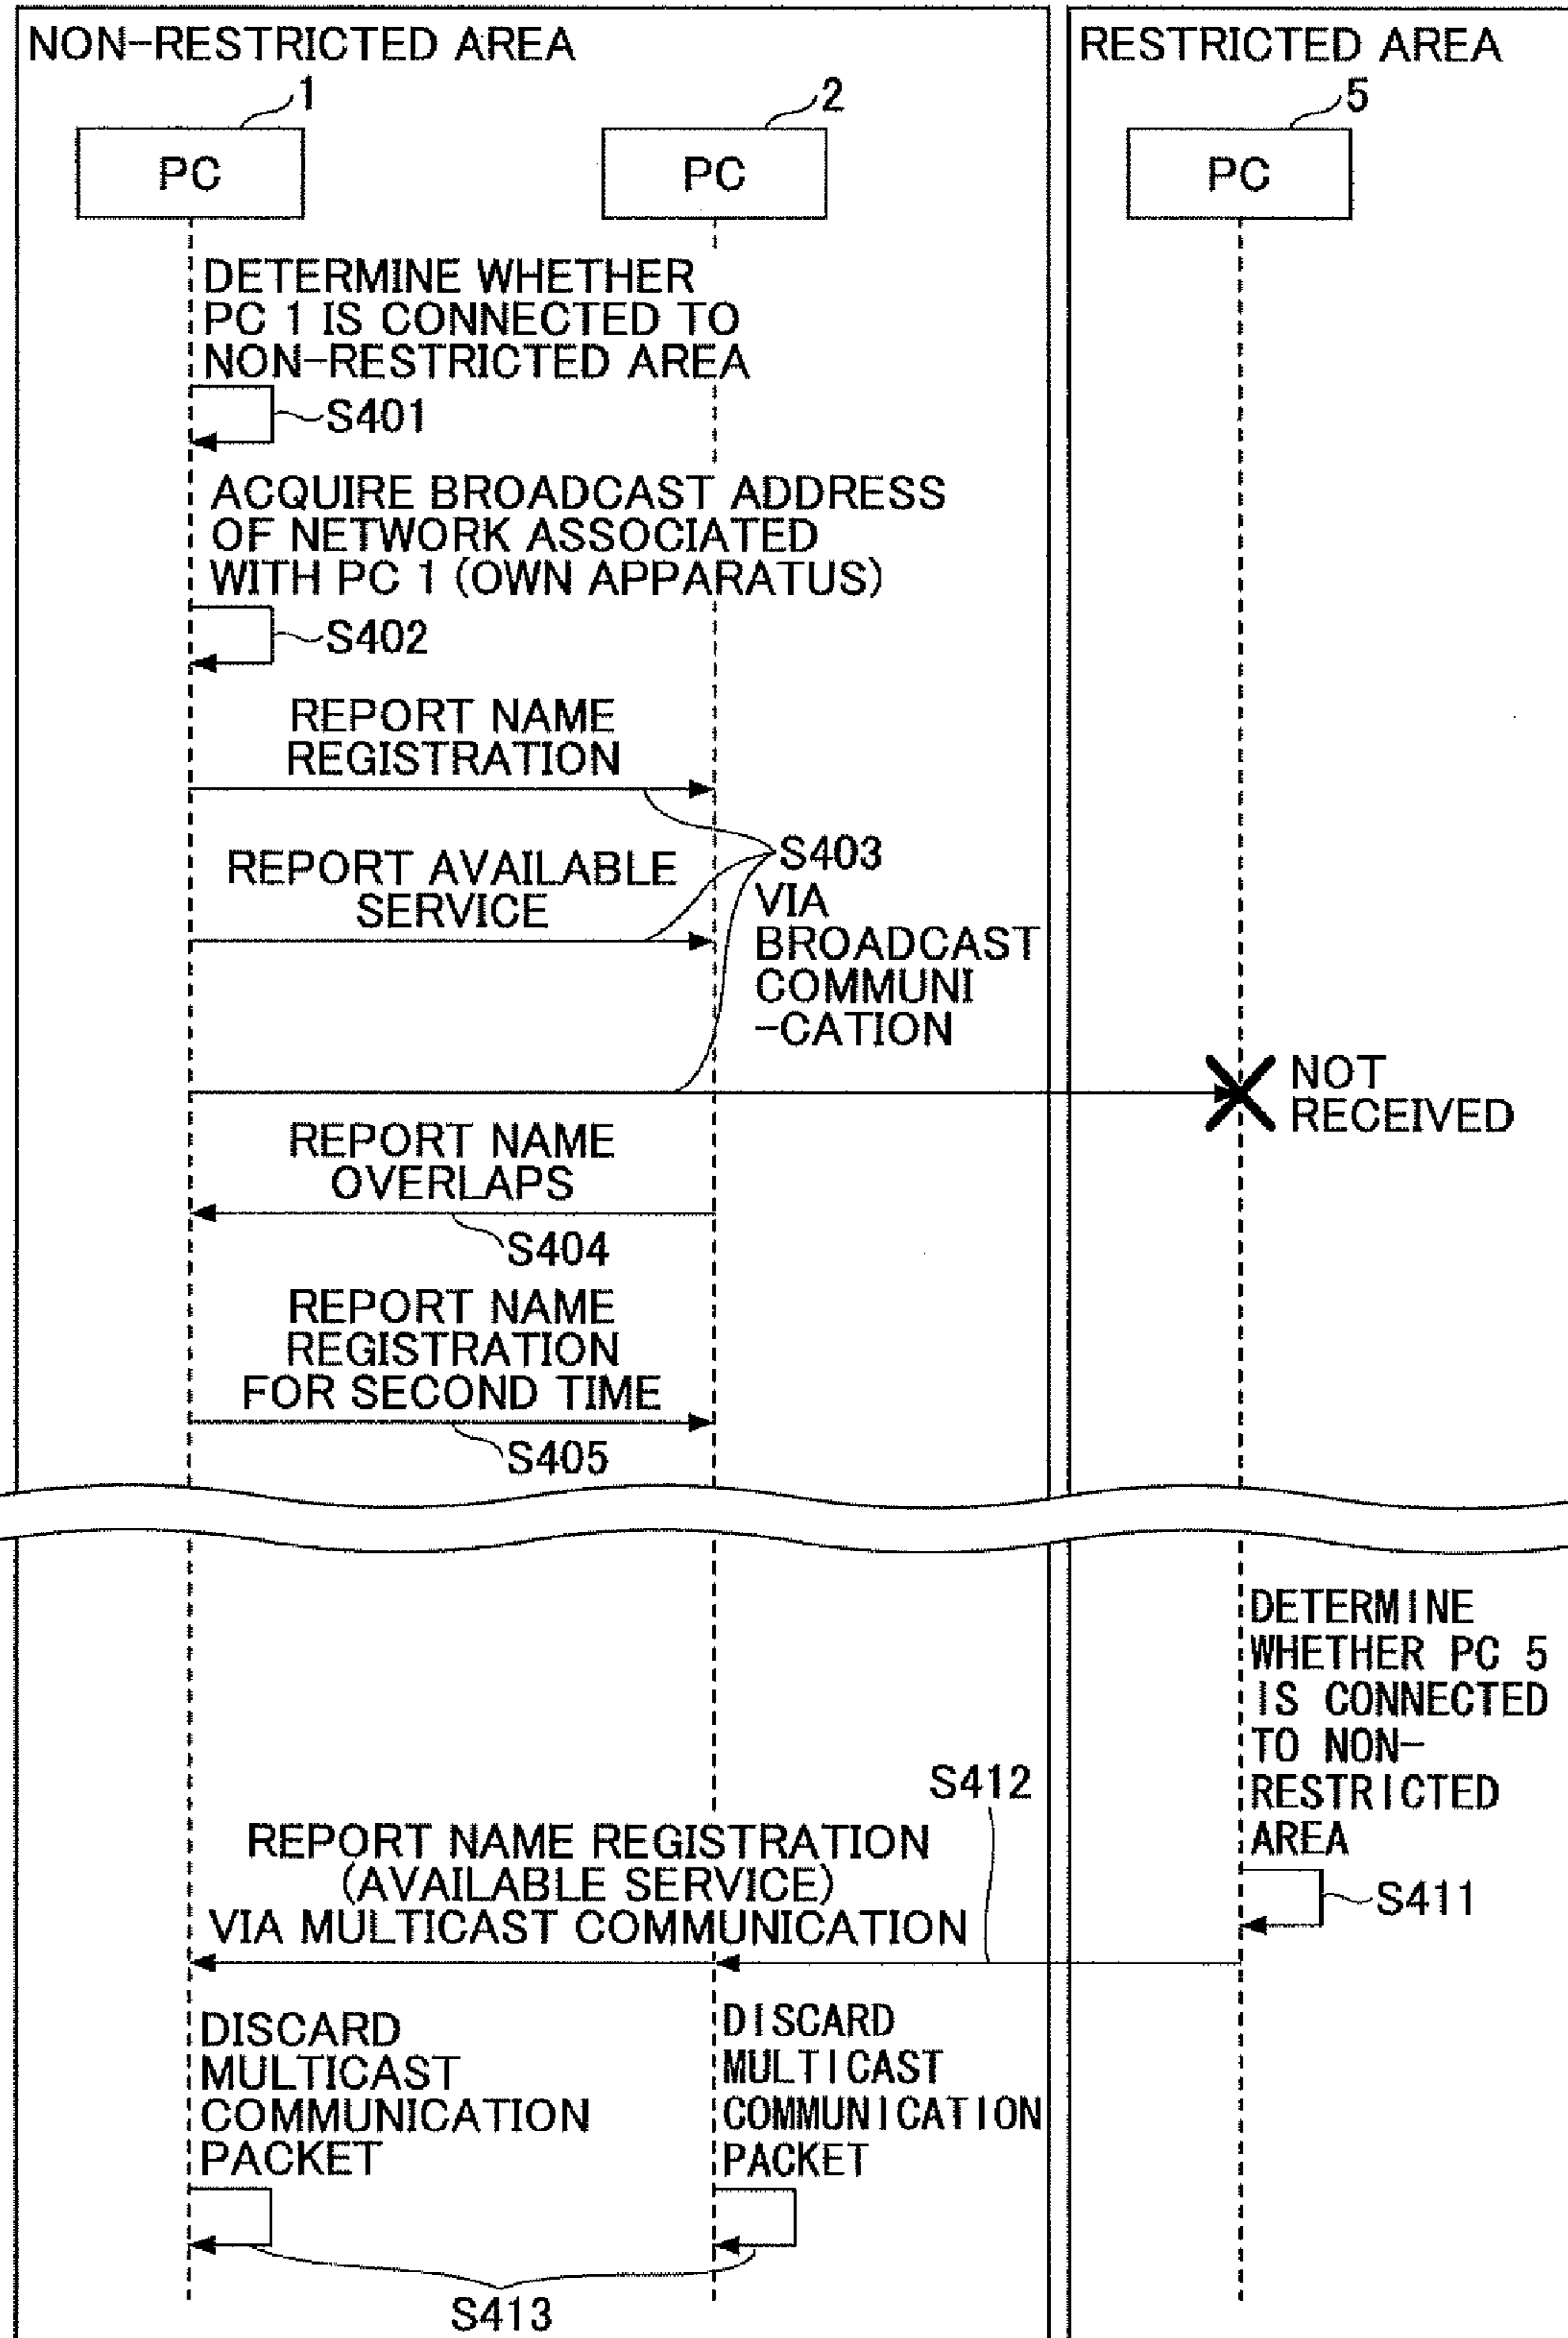 NON-RESTRICTED AREA
RESTRICTED AREA
1
2
5
PC
PC
PC
DETERMINE WHETHER
PC 1 IS CONNECTED TO
NON-RESTRICTED AREA
S401
ACQUIRE BROADCAST ADDRESS
OF NETWORK ASSOCIATED
WITH PC 1 (OWN APPARATUS)
S402
REPORT NAME
REGISTRATION
REPORT AVAILABLE
SERVICE
S403
VIA
BROADCAST
COMMUNI
-CATION
NOT
RECEIVED
REPORT NAME
OVERLAPS
S404
REPORT NAME
REGISTRATION
FOR SECOND TIME
S405
DETERMINE
WHETHER PC 5
IS CONNECTED
TO NON-
RESTRICTED
AREA
S411
S412
REPORT NAME REGISTRATION
(AVAILABLE SERVICE)
VIA MULTICAST COMMUNICATION
DISCARD
MULTICAST
COMMUNICATION
PACKET
DISCARD
MULTICAST
COMMUNICATION
PACKET
S413